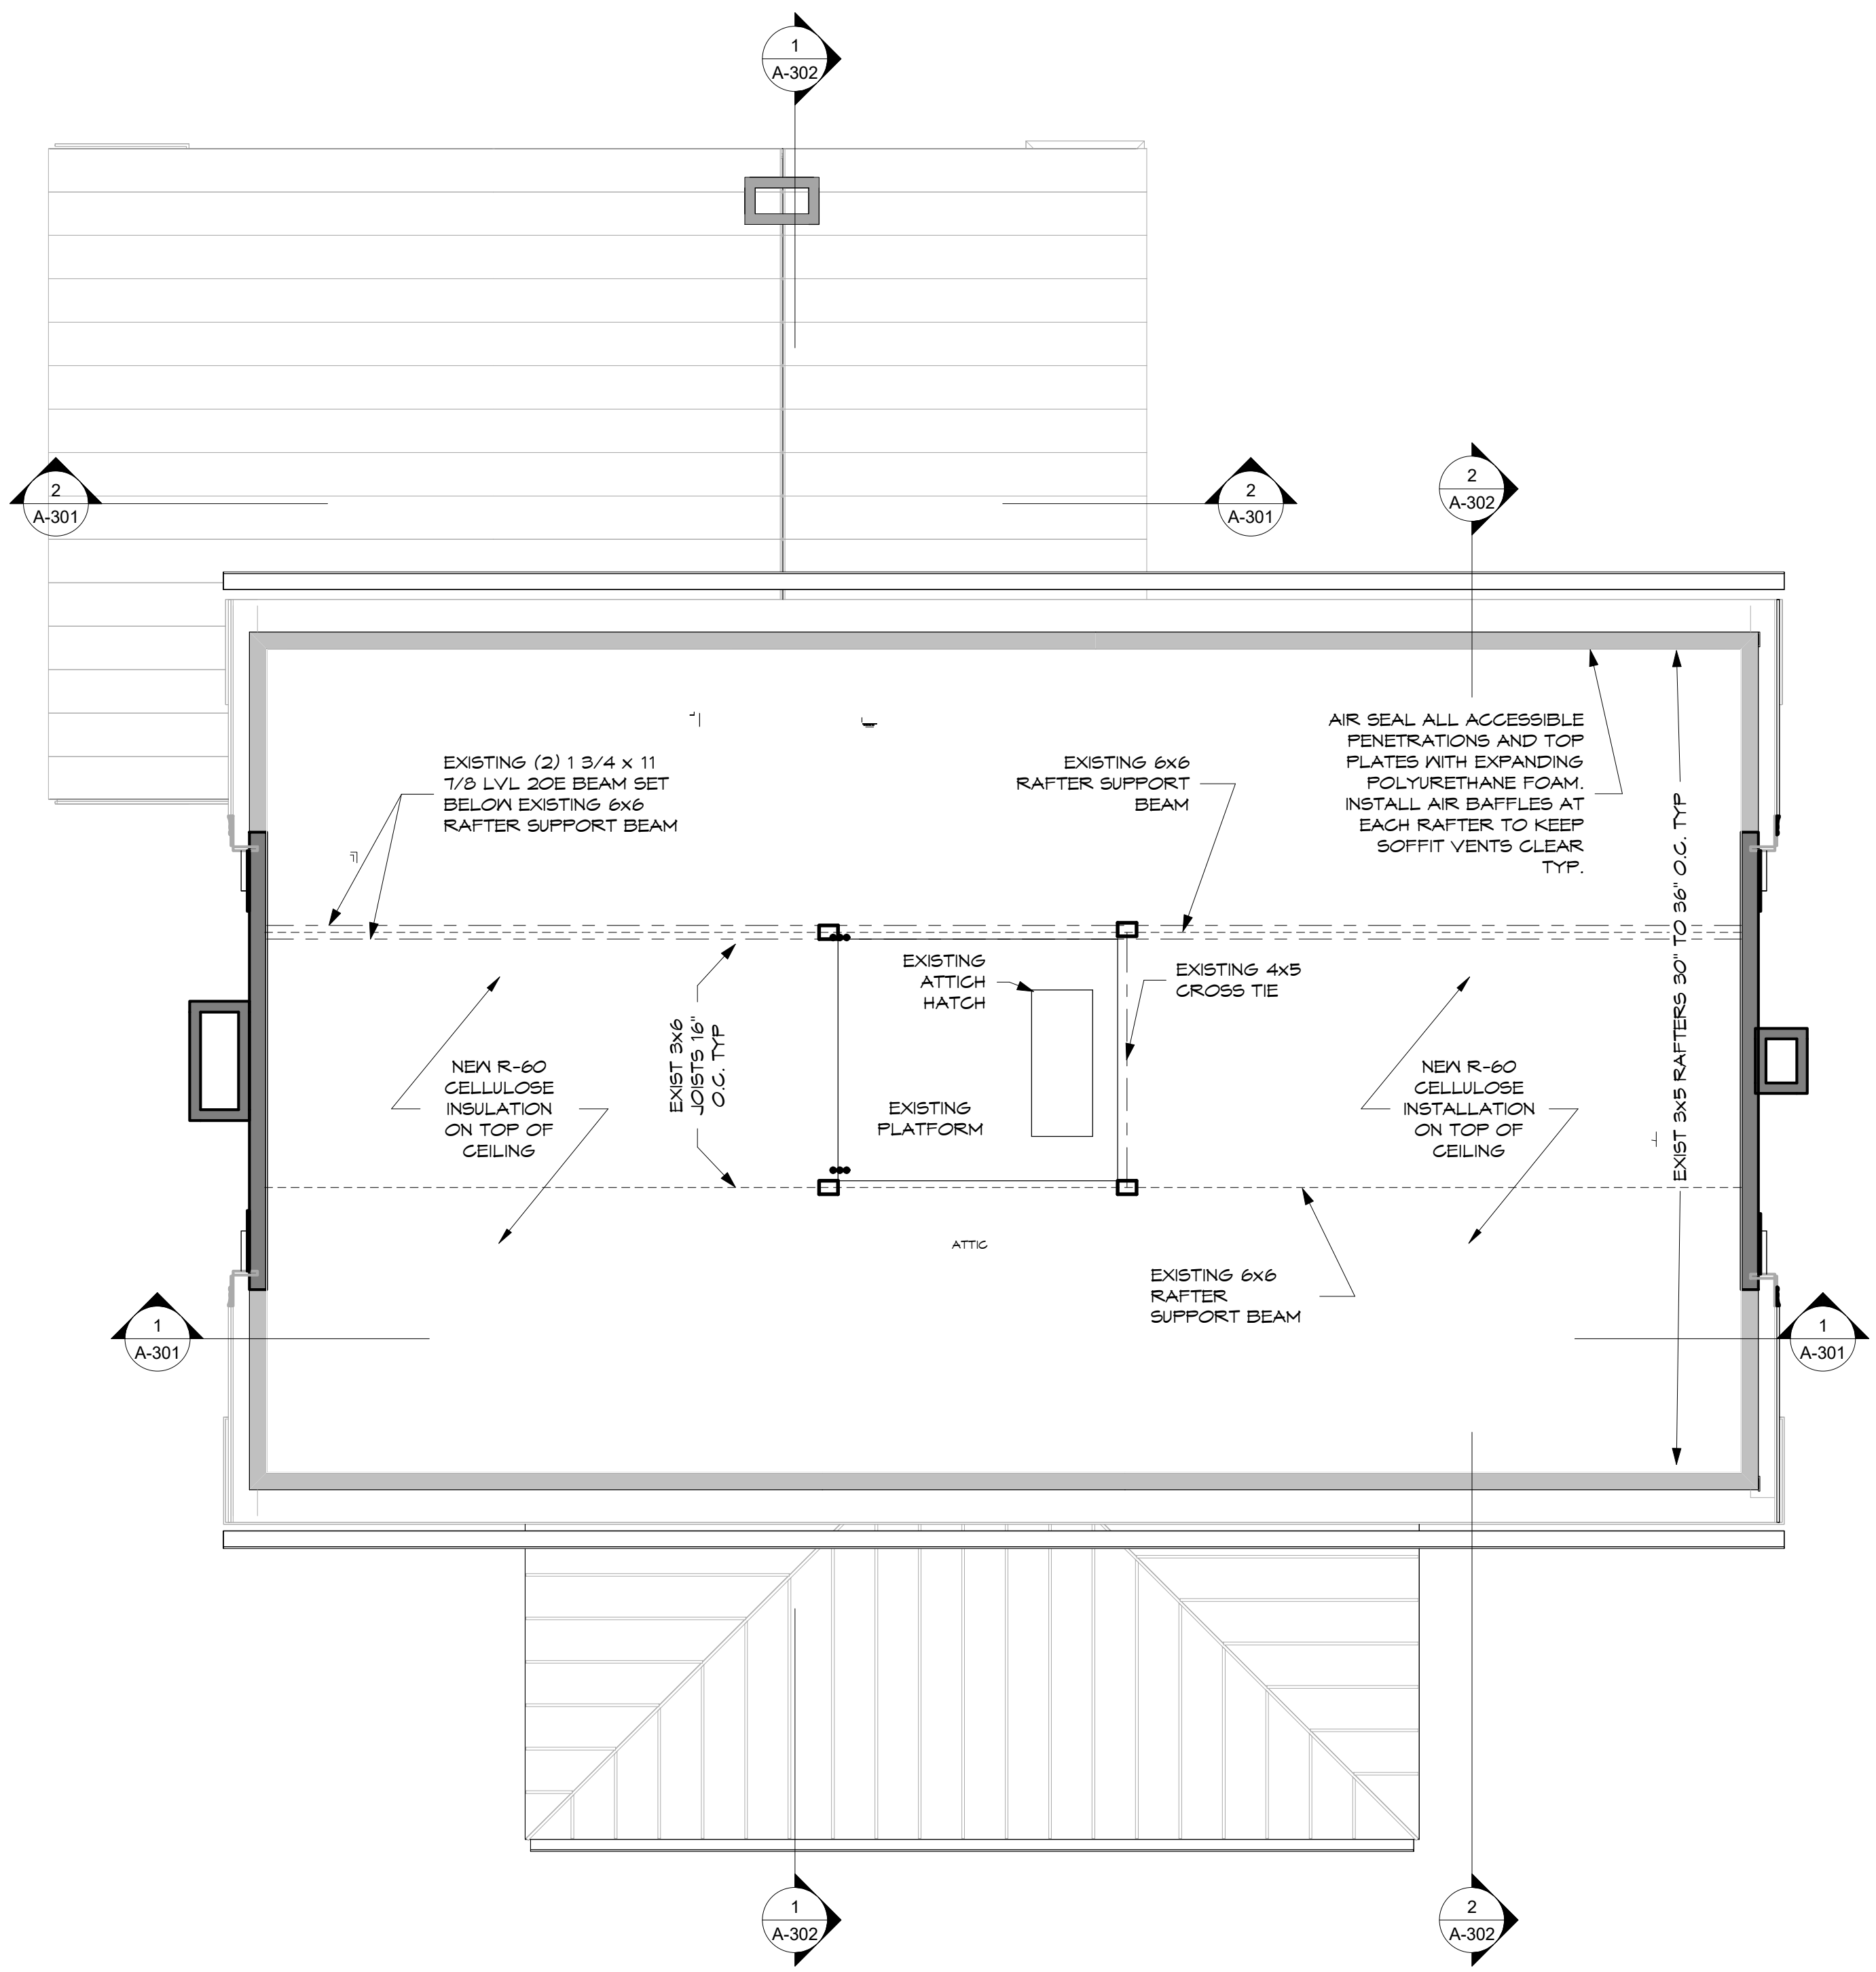 1
A-302
2
A-301
2
A-301
2
A-302
EXISTING (2) 1 3/4 x 11
7/8 LVL 20E BEAM SET
BELOW EXISTING 6x6
RAFTER SUPPORT BEAM
EXISTING 6x6
RAFTER SUPPORT
BEAM
AIR SEAL ALL ACCESSIBLE
PENETRATIONS AND TOP
PLATES WITH EXPANDING
POLYURETHANE FOAM.
INSTALL AIR BAFFLES AT
EACH RAFTER TO KEEP
SOFFIT VENTS CLEAR
TYP.
EXIST 3x5 RAFTERS 30" TO 36" O.C. TYP
EXISTING
ATTICH
HATCH
EXISTING 4x5
CROSS TIE
EXIST 3x6
JOISTS 16"
O.C. TYP
NEW R-60
CELLULOSE
INSULATION
ON TOP OF
CEILING
EXISTING
PLATFORM
NEW R-60
CELLULOSE
INSTALLATION
ON TOP OF
CEILING
ATTIC
EXISTING 6x6
RAFTER
SUPPORT BEAM
1
A-301
1
A-301
1
A-302
2
A-302